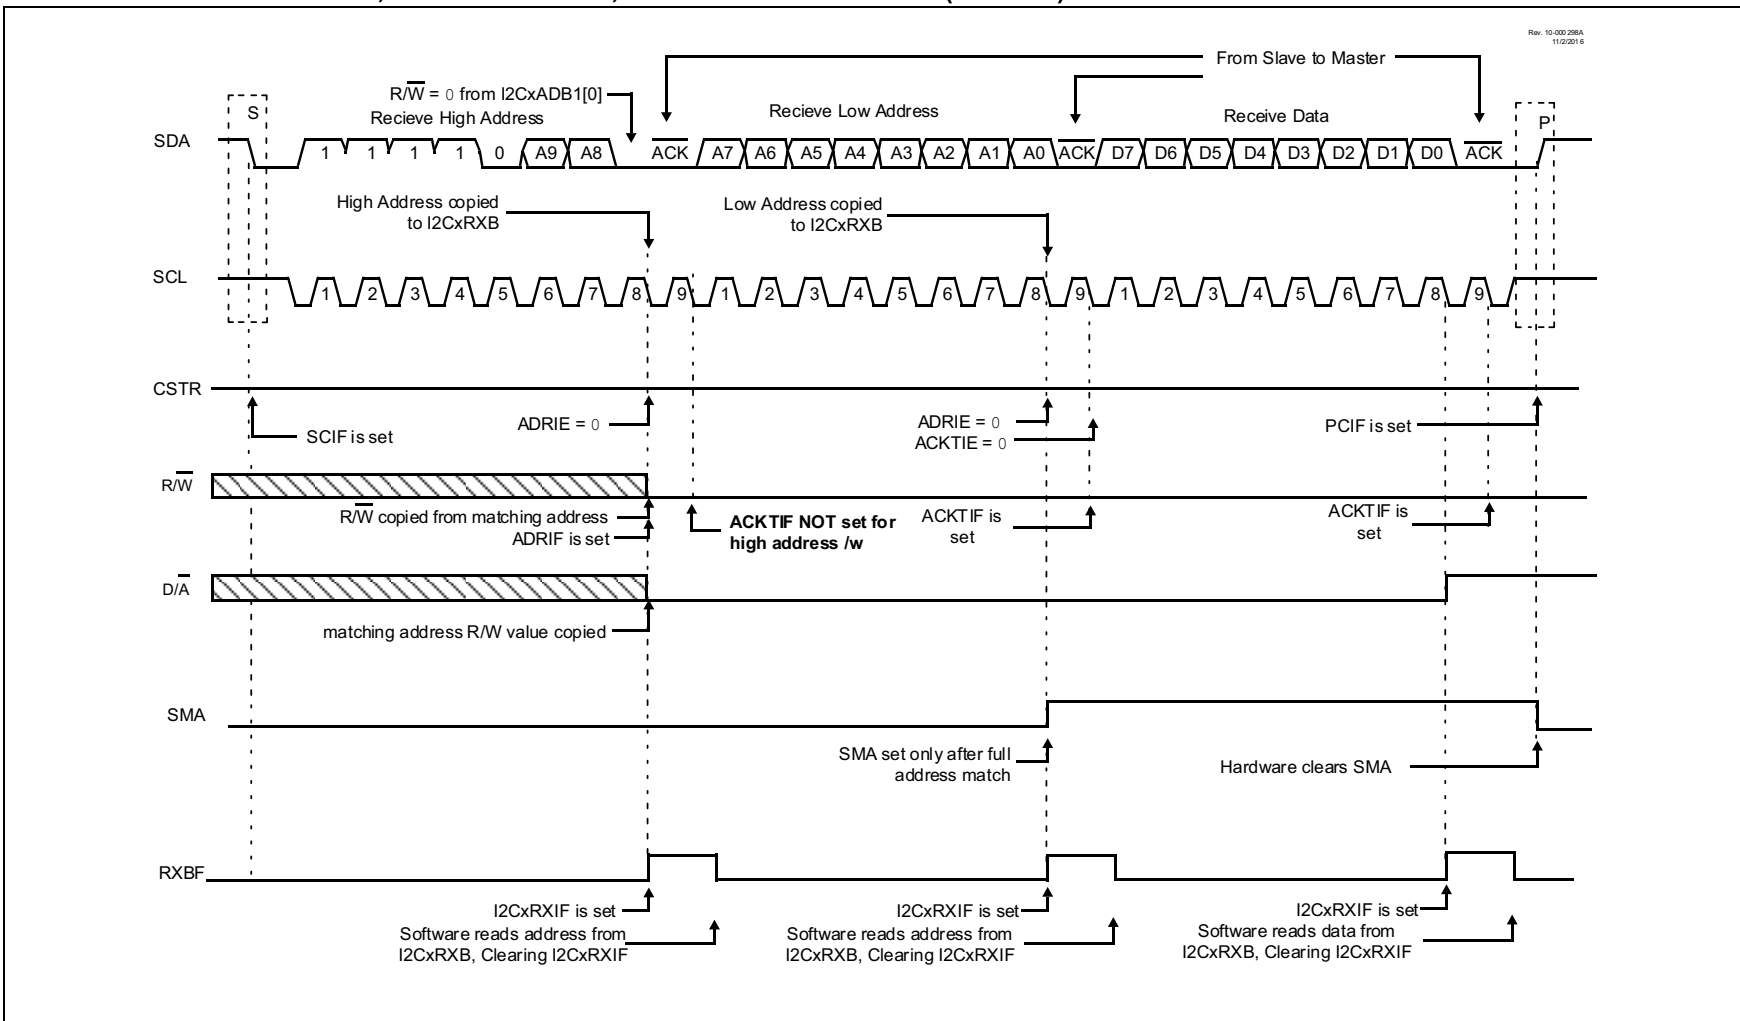 Rev. 10-000 298A
11/2/2016
From Slave to Master
R/W = 0 from I2CxADB1[0]
Recieve High Address
Recieve Low Address
Receive Data
S
P
SDA
1 1 1 1 0 A9 A8 ACK A7 A6 A5 A4 A3 A2 A1 A0 ACK D7 D6 D5 D4 D3 D2 D1 D0 ACK
High Address copied
to I2CxRXB
Low Address copied
to I2CxRXB
SCL
1 2 3 4 5 6 7 8 9 1 2 3 4 5 6 7 8 9 1 2 3 4 5 6 7 8 9
CSTR
SCIF is set
ADRIE = 0
ADRIE = 0
ACKTIE = 0
PCIF is set
R/W
R/W copied from matching address
ADRIF is set
ACKTIF NOT set for
high address /w
ACKTIF is
set
ACKTIF is
set
D/A
matching address R/W value copied
SMA
SMA set only after full
address match
Hardware clears SMA
RXBF
I2CxRXIF is set
Software reads address from
I2CxRXB, Clearing I2CxRXIF
I2CxRXIF is set
Software reads address from
I2CxRXB, Clearing I2CxRXIF
I2CxRXIF is set
Software reads data from
I2CxRXB, Clearing I2CxRXIF